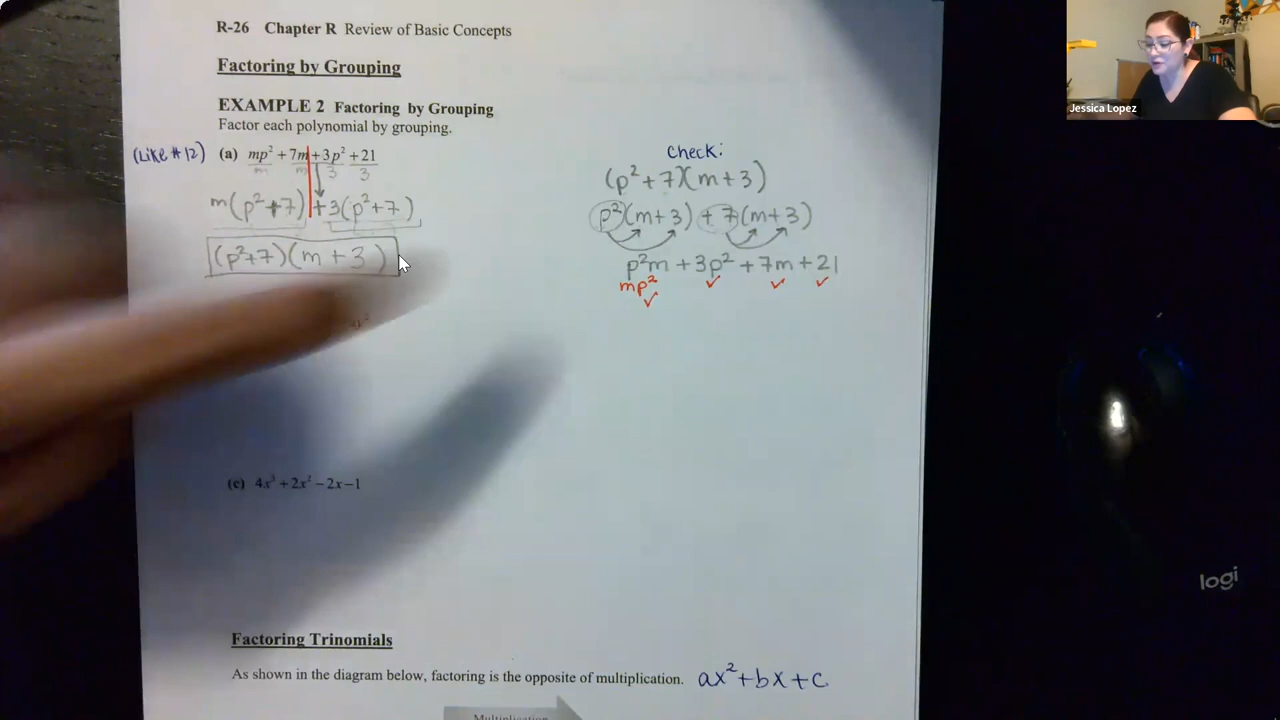 R-26 Chapter R Review of Basic Concepts
Factoring by Grouping
EXAMPLE 2 Factoring by Grouping
Factor each polynomial by grouping.
(Like #12) (a) mp² + 7m + 3p² + 21
m m 3 3
m(p² + 7) + 3(p² + 7)
(p² + 7)(m + 3)
Check:
(p² + 7)(m + 3)
p²(m + 3) + 7(m + 3)
p²m + 3p² + 7m + 21
mp² ✓ ✓ ✓
✓
(c) 4x³ + 2x² − 2x − 1
Factoring Trinomials
As shown in the diagram below, factoring is the opposite of multiplication. ax² + bx + c
Multiplication
Jessica Lopez
logi